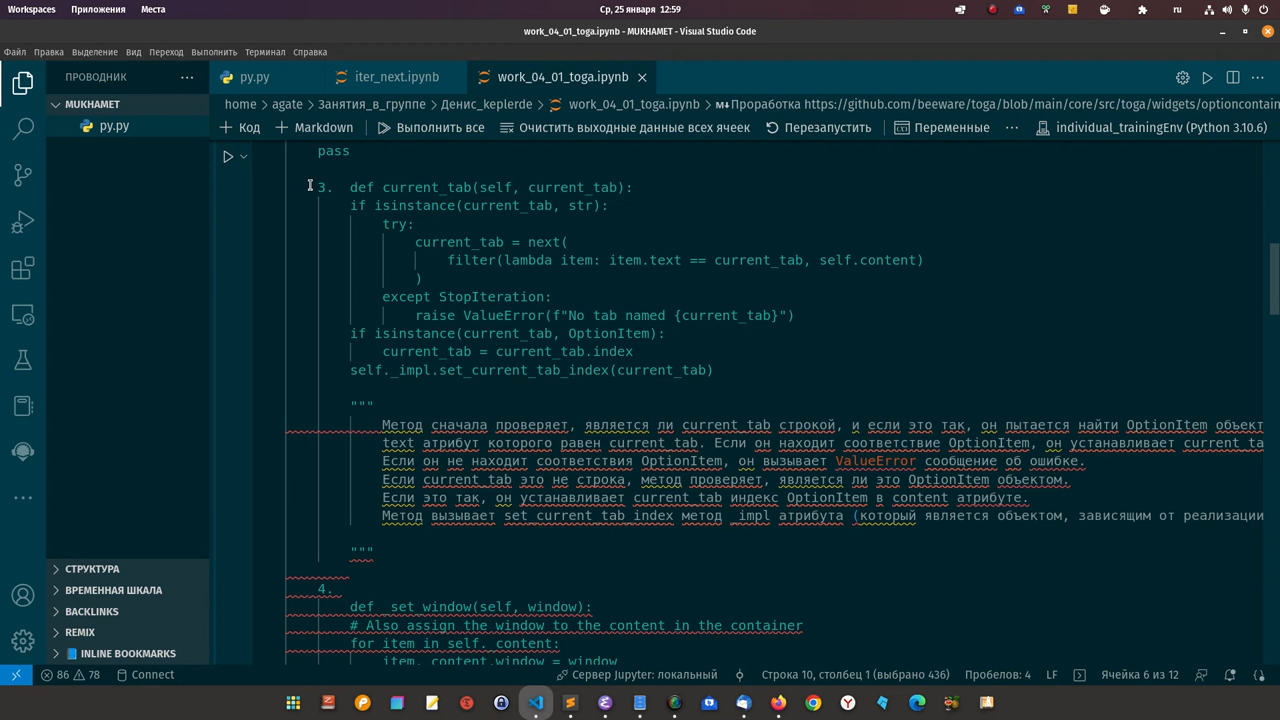 Workspaces Приложения Места Ср, 25 января 12:59 ru
work_04_01_toga.ipynb - MUKHAMET - Visual Studio Code
Файл Правка Выделение Вид Переход Выполнить Терминал Справка
ПРОВОДНИК ··· py.py iter_next.ipynb work_04_01_toga.ipynb
MUKHAMET
home > agate > Занятия_в_группе > Денис_keplerde > work_04_01_toga.ipynb > M↓Проработка https://github.com/beeware/toga/blob/main/core/src/toga/widgets/optioncontain
py.py
+ Код + Markdown Выполнить все Очистить выходные данные всех ячеек Перезапустить Переменные ··· individual_trainingEnv (Python 3.10.6)
pass
3. def current_tab(self, current_tab):
if isinstance(current_tab, str):
try:
current_tab = next(
filter(lambda item: item.text == current_tab, self.content)
)
except StopIteration:
raise ValueError(f"No tab named {current_tab}")
if isinstance(current_tab, OptionItem):
current_tab = current_tab.index
self._impl.set_current_tab_index(current_tab)
"""
Метод сначала проверяет, является ли current_tab строкой, и если это так, он пытается найти OptionItem объект
text атрибут которого равен current_tab. Если он находит соответствие OptionItem, он устанавливает current_ta
Если он не находит соответствия OptionItem, он вызывает ValueError сообщение об ошибке.
Если current_tab это не строка, метод проверяет, является ли это OptionItem объектом.
Если это так, он устанавливает current_tab индекс OptionItem в content атрибуте.
Метод вызывает set_current_tab_index метод _impl атрибута (который является объектом, зависящим от реализации
"""
4.
def _set_window(self, window):
# Also assign the window to the content in the container
for item in self._content:
item._content.window = window
СТРУКТУРА
ВРЕМЕННАЯ ШКАЛА
BACKLINKS
REMIX
INLINE BOOKMARKS
86 78 Connect Сервер Jupyter: локальный Строка 10, столбец 1 (выбрано 436) Пробелов: 4 LF Ячейка 6 из 12